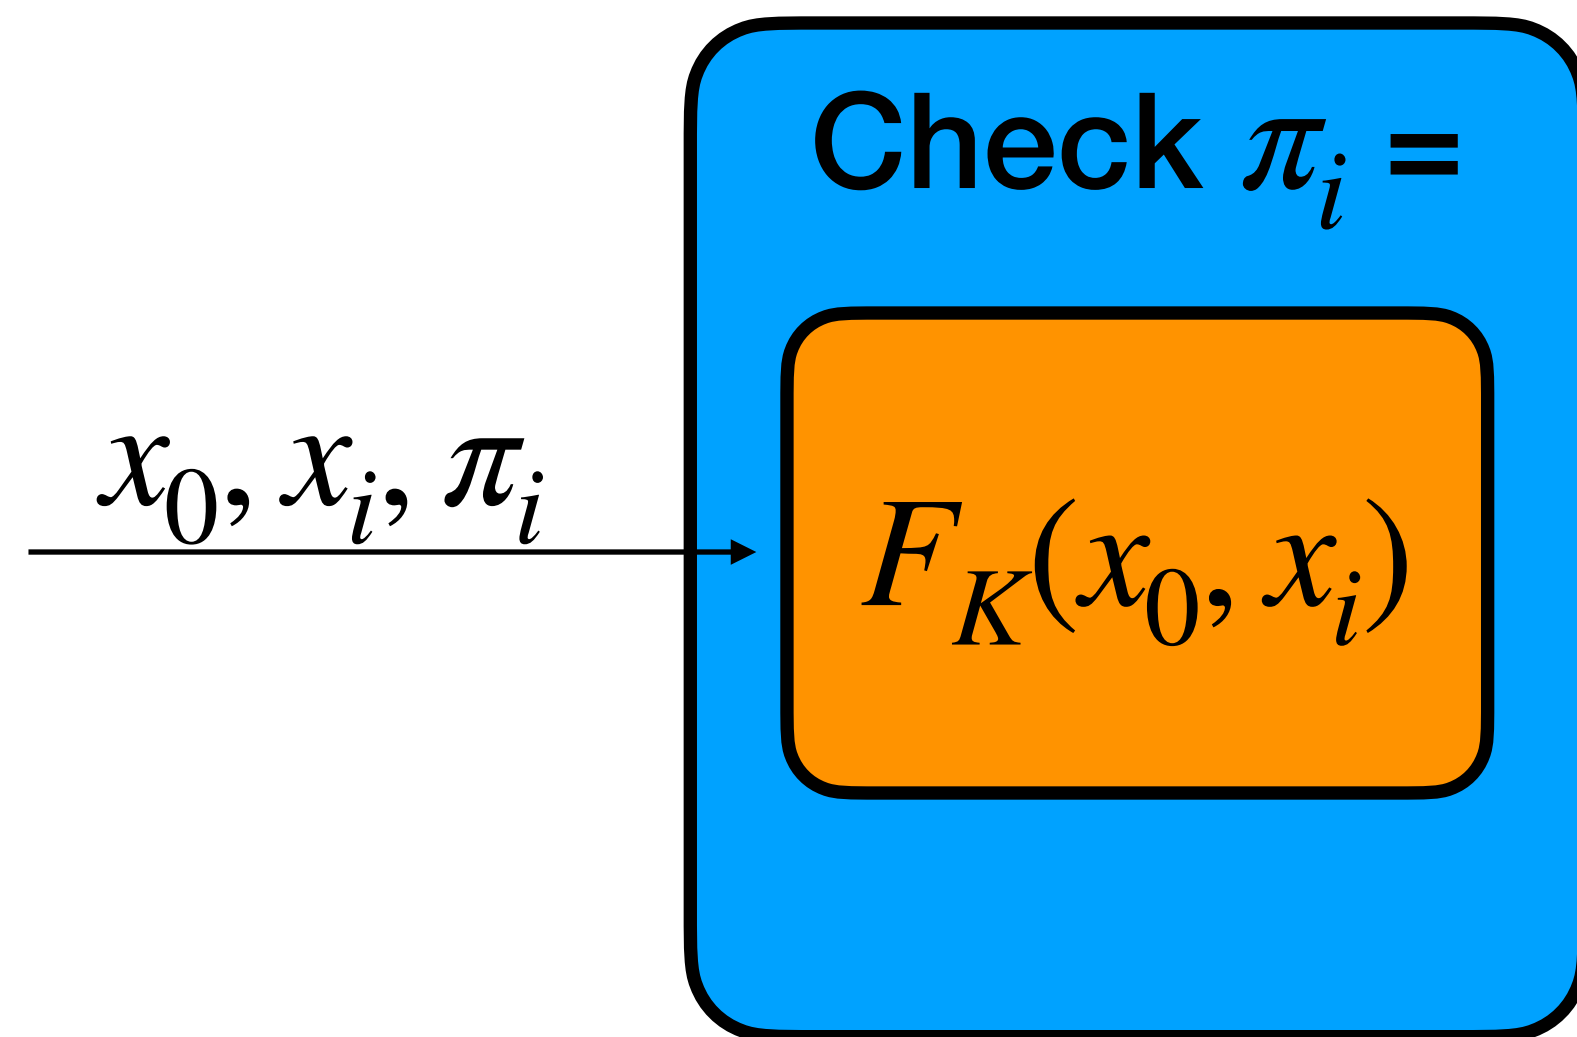 Check πᵢ =
x₀, xᵢ, πᵢ
F_K(x₀, xᵢ)